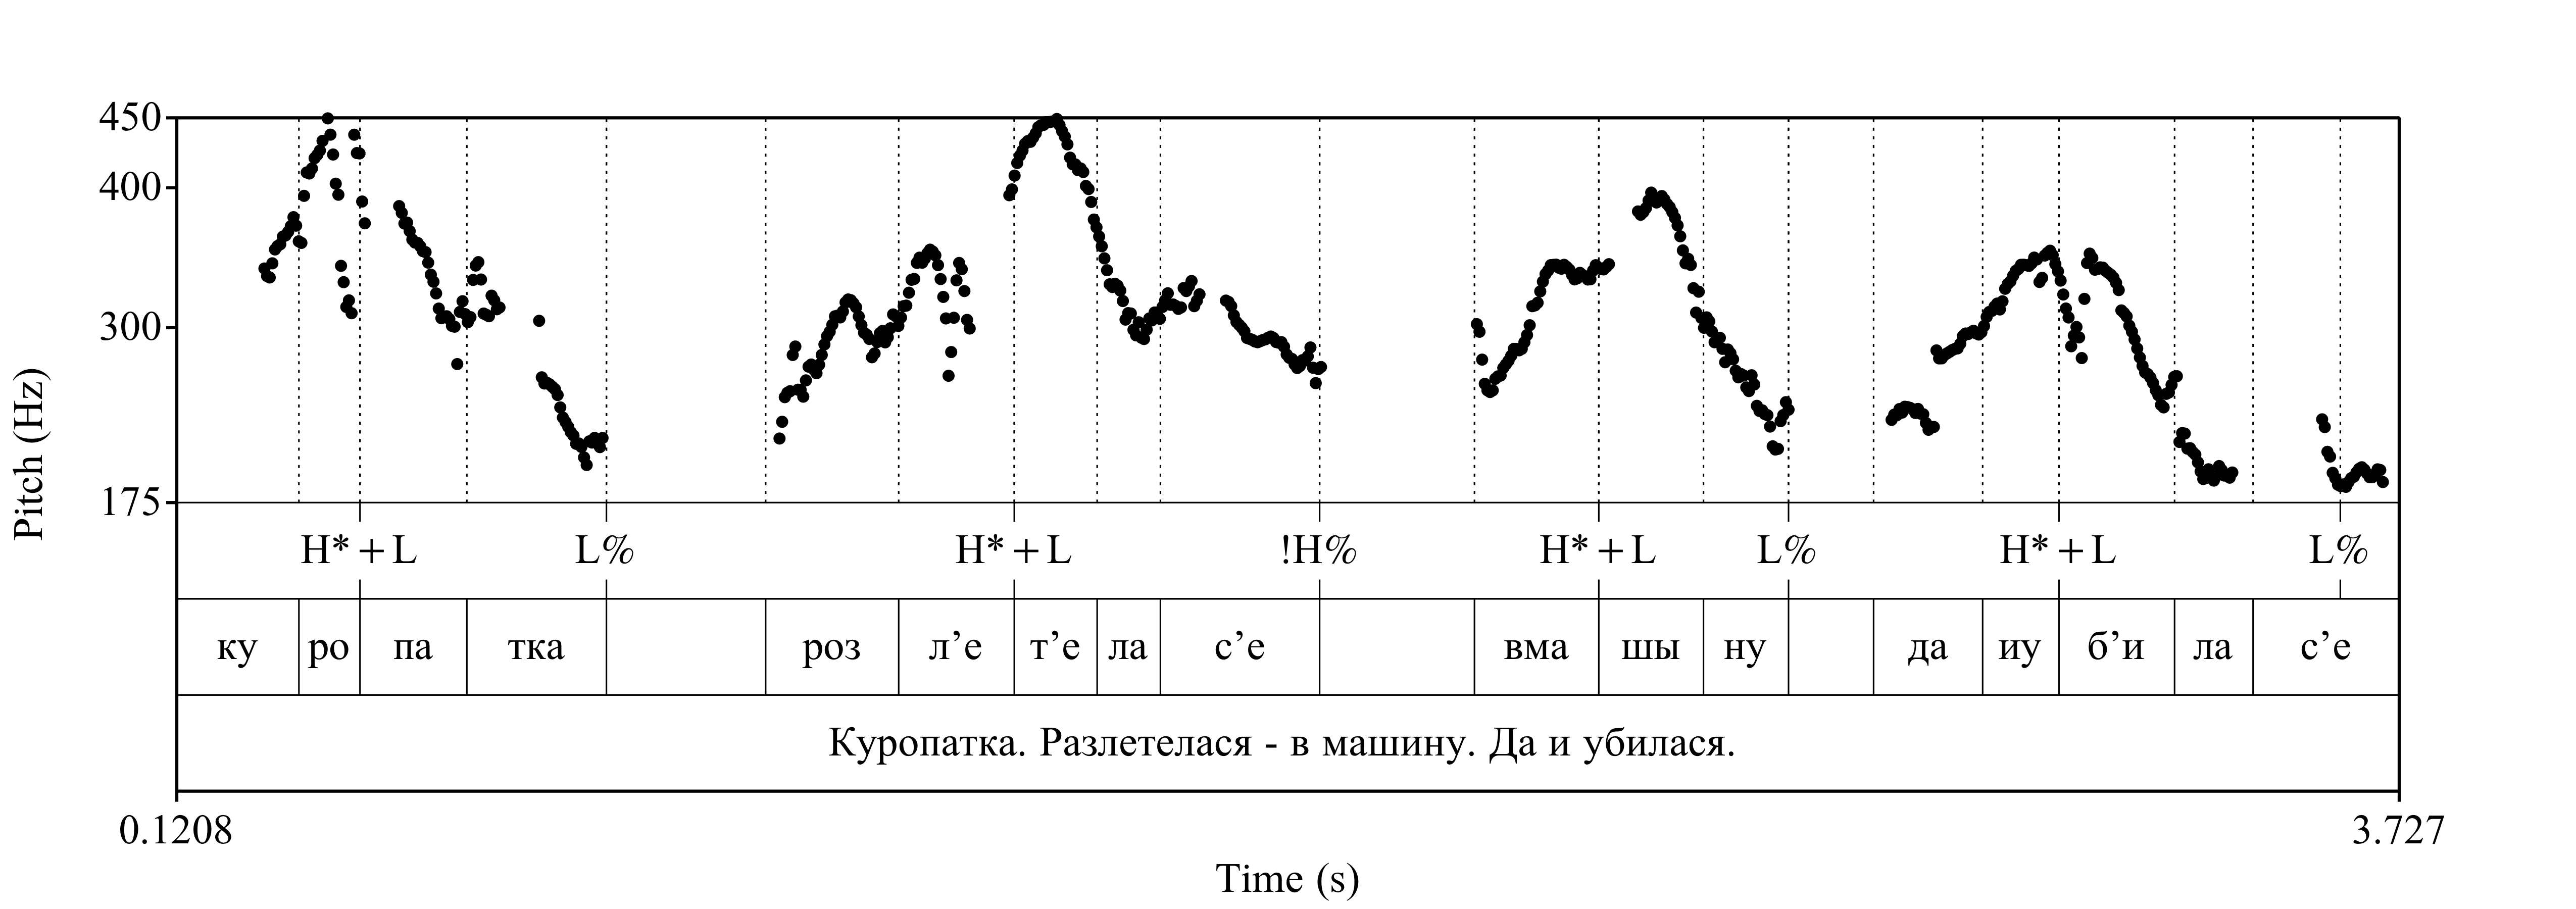 450
400
300
175
Pitch (Hz)
H* + L L% H* + L !H% H* + L L% H* + L L%
ку ро па тка роз л’е т’е ла с’е вма шы ну да иу б’и ла с’е
Куропатка. Разлетелася - в машину. Да и убилася.
0.1208 3.727
Time (s)